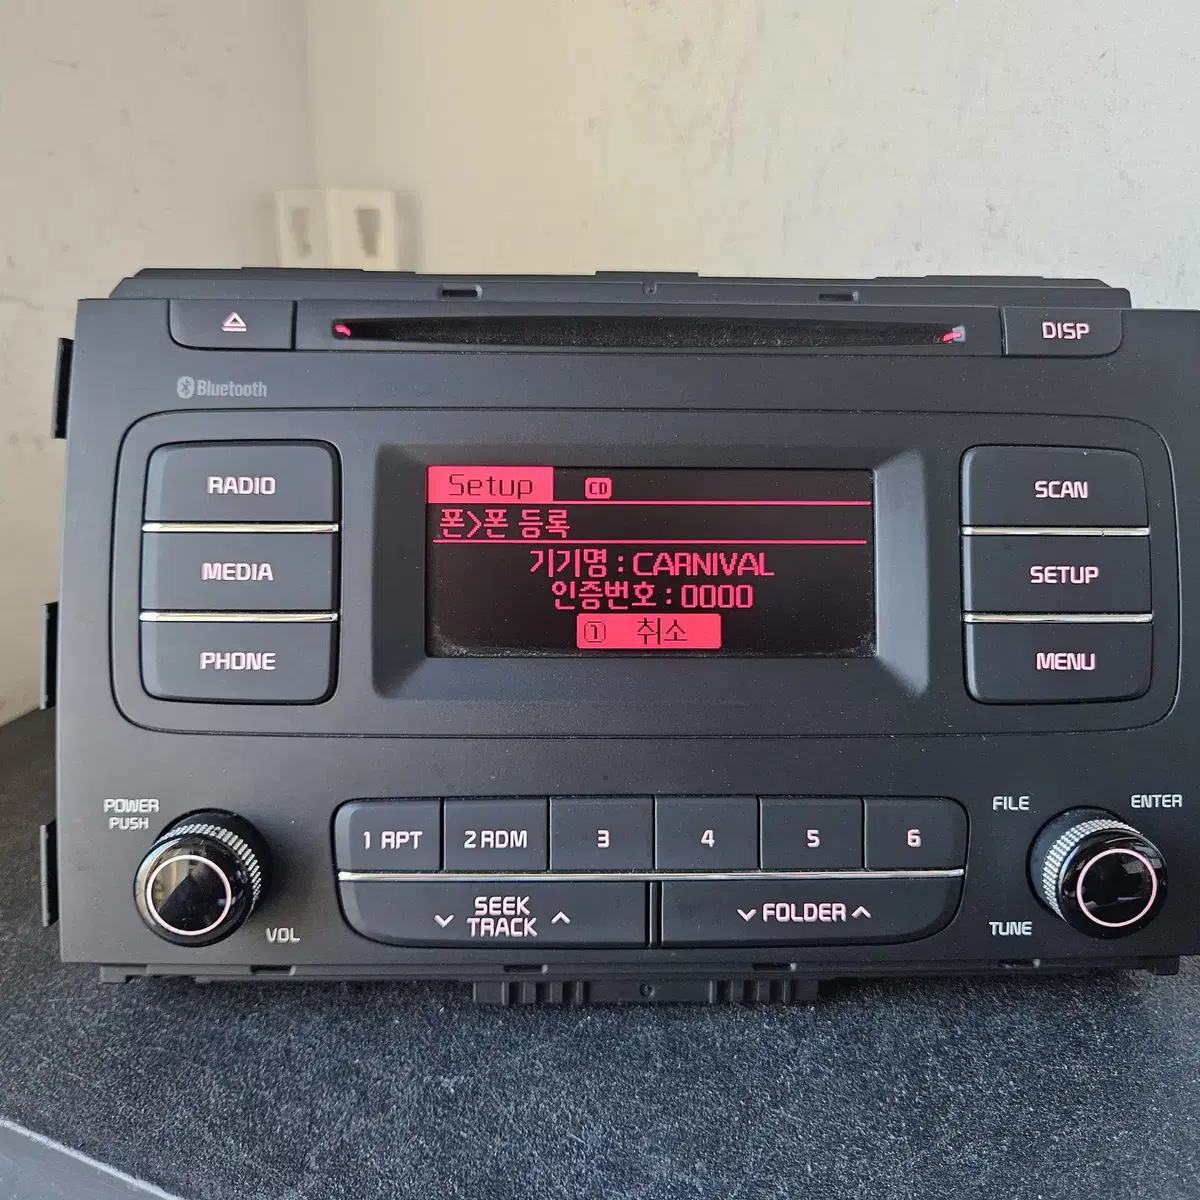 DISP
Bluetooth
RADIO
MEDIA
PHONE
Setup CD
폰>폰 등록
기기명 : CARNIVAL
인증번호 : 0000
1 취소
SCAN
SETUP
MENU
POWER
PUSH
VOL
1 RPT 2 RDM 3 4 5 6
SEEK
TRACK
FOLDER
FILE
ENTER
TUNE